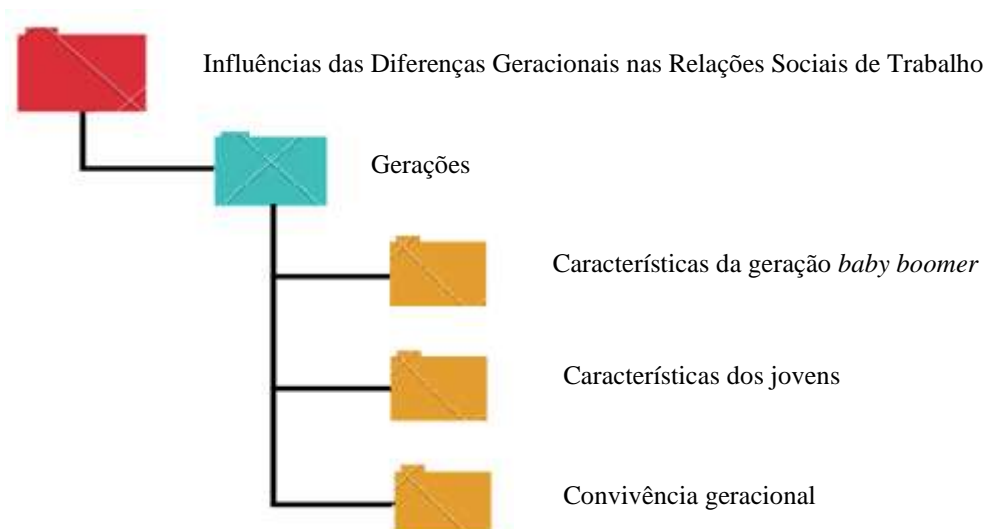 Influências das Diferenças Geracionais nas Relações Sociais de Trabalho
Gerações
Características da geração baby boomer
Características dos jovens
Convivência geracional